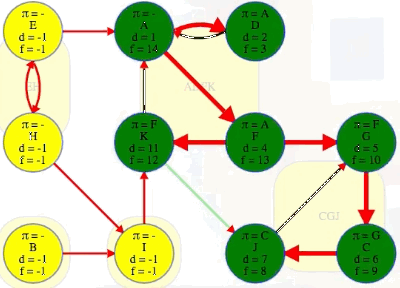 π = -
E
d = -1
f = -1
π = -
A
d = 1
f = 14
π = A
D
d = 2
f = 3
EH
AFK
π = -
H
d = -1
f = -1
π = F
K
d = 11
f = 12
π = A
F
d = 4
f = 13
π = F
G
d = 5
f = 10
CGJ
π = -
B
d = -1
f = -1
π = -
I
d = -1
f = -1
π = C
J
d = 7
f = 8
π = G
C
d = 6
f = 9